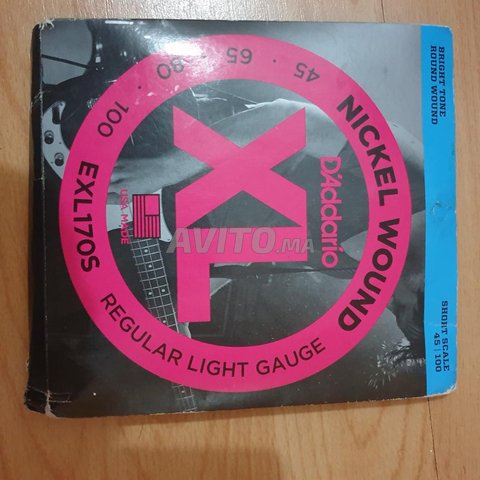 BRIGHT TONE
ROUND WOUND
SHORT SCALE
45 | 100
NICKEL WOUND
D'Addario
XL
45 · 65 · 80 · 100
EXL170S
USA MADE
REGULAR LIGHT GAUGE
AVITO.MA